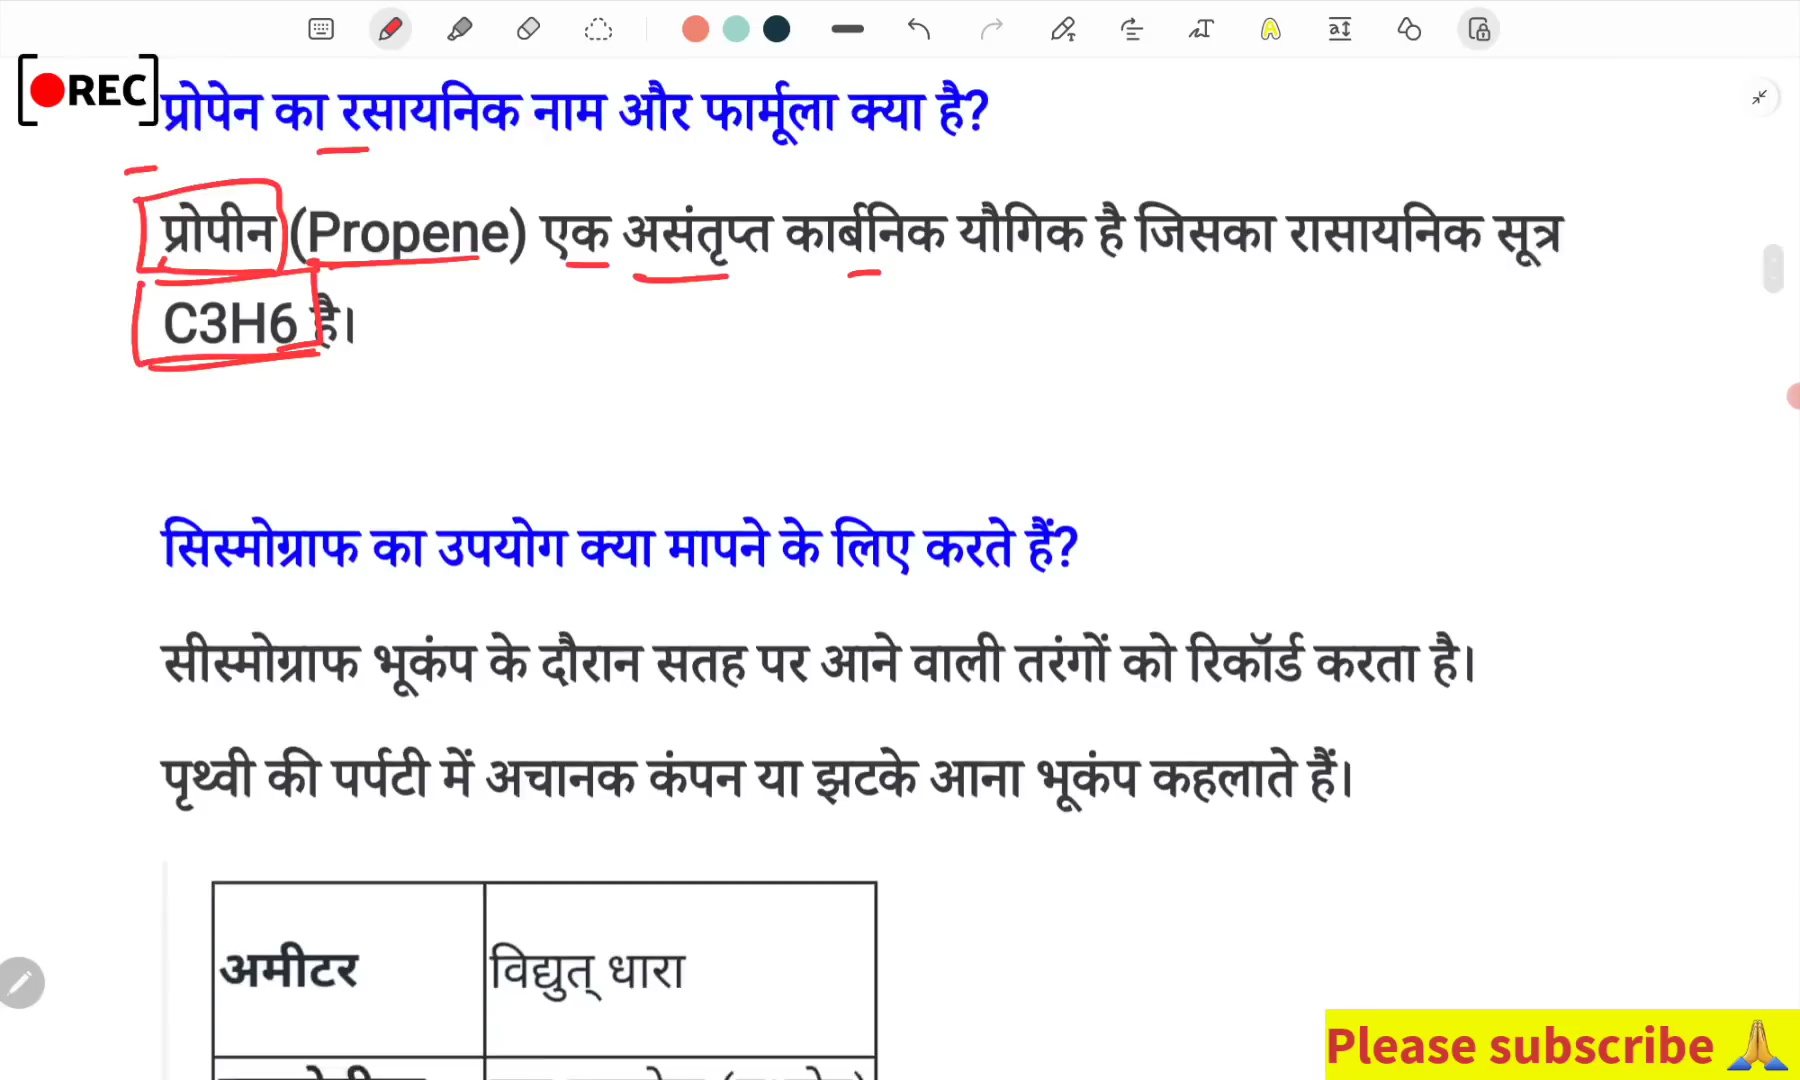 REC
प्रोपेन का रसायनिक नाम और फार्मूला क्या है?
प्रोपीन (Propene) एक असंतृप्त कार्बनिक यौगिक है जिसका रासायनिक सूत्र
C3H6 है।
सिस्मोग्राफ का उपयोग क्या मापने के लिए करते हैं?
सीस्मोग्राफ भूकंप के दौरान सतह पर आने वाली तरंगों को रिकॉर्ड करता है।
पृथ्वी की पर्पटी में अचानक कंपन या झटके आना भूकंप कहलाते हैं।
अमीटर विद्युत् धारा
Please subscribe 🙏